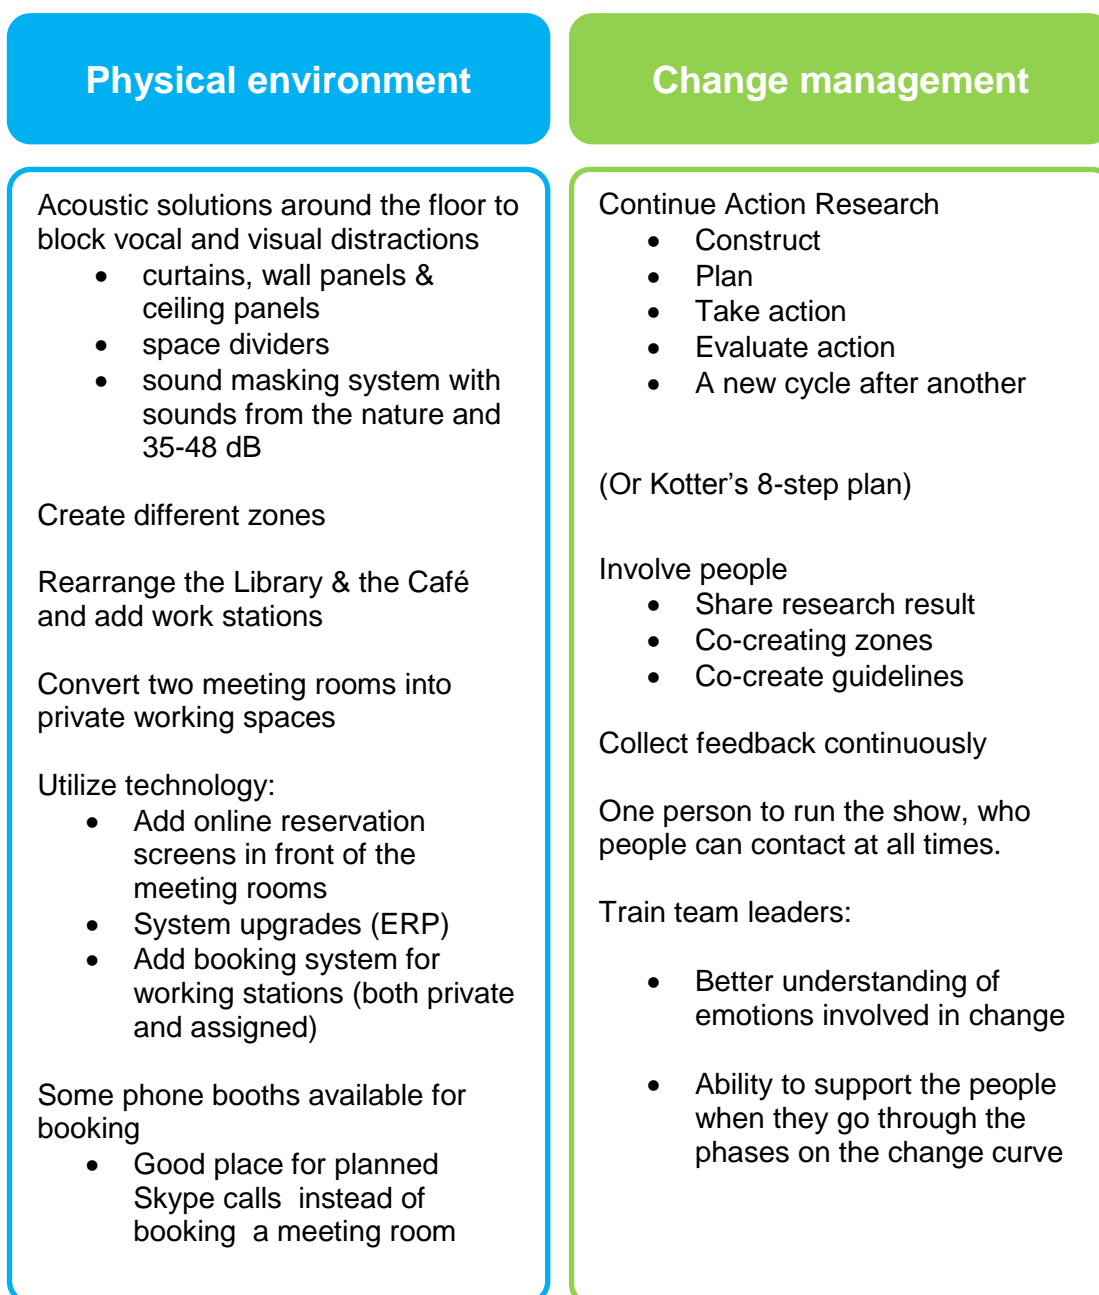 Physical environment
Acoustic solutions around the floor to
block vocal and visual distractions
• curtains, wall panels &
ceiling panels
• space dividers
• sound masking system with
sounds from the nature and
35-48 dB
Create different zones
Rearrange the Library & the Café
and add work stations
Convert two meeting rooms into
private working spaces
Utilize technology:
• Add online reservation
screens in front of the
meeting rooms
• System upgrades (ERP)
• Add booking system for
working stations (both private
and assigned)
Some phone booths available for
booking
• Good place for planned
Skype calls instead of
booking a meeting room
Change management
Continue Action Research
• Construct
• Plan
• Take action
• Evaluate action
• A new cycle after another
(Or Kotter’s 8-step plan)
Involve people
• Share research result
• Co-creating zones
• Co-create guidelines
Collect feedback continuously
One person to run the show, who
people can contact at all times.
Train team leaders:
• Better understanding of
emotions involved in change
• Ability to support the people
when they go through the
phases on the change curve